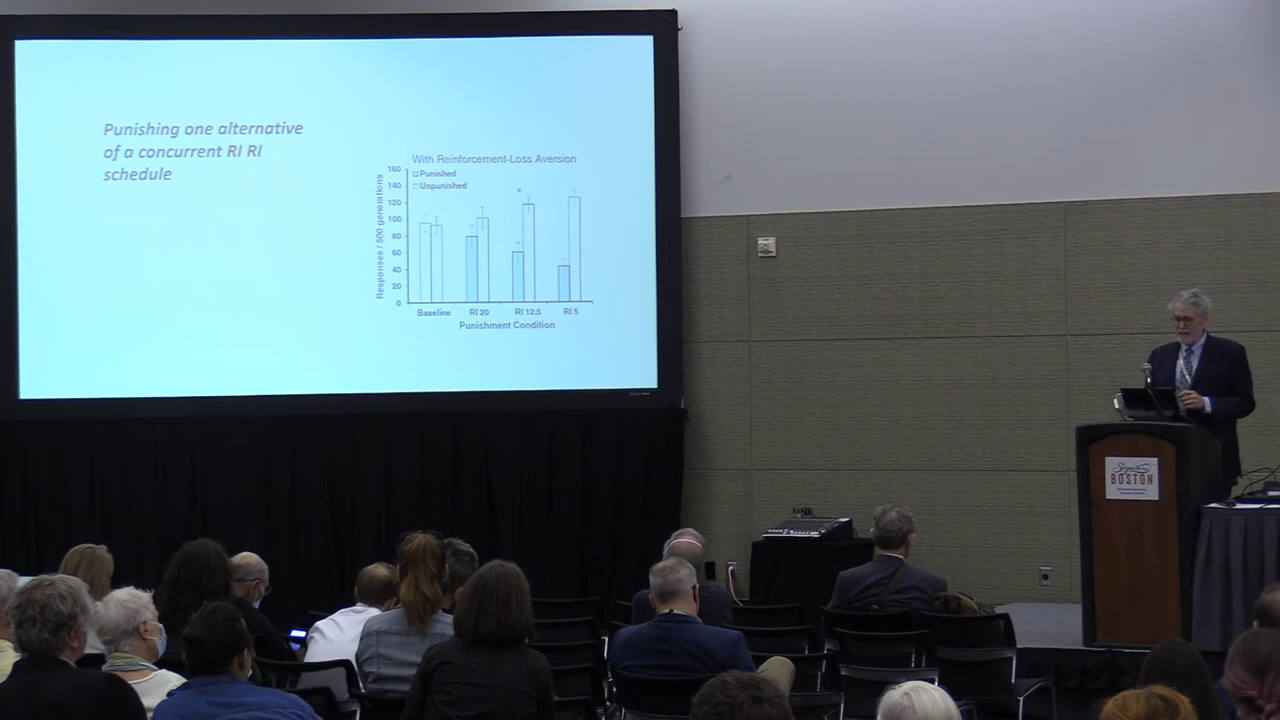 Punishing one alternative
of a concurrent RI RI
schedule
With Reinforcement-Loss Aversion
Punished
Unpunished
Responses / 500 generations
160
140
120
100
80
60
40
20
0
Baseline RI 20 RI 12.5 RI 5
Punishment Condition
Signature
BOSTON